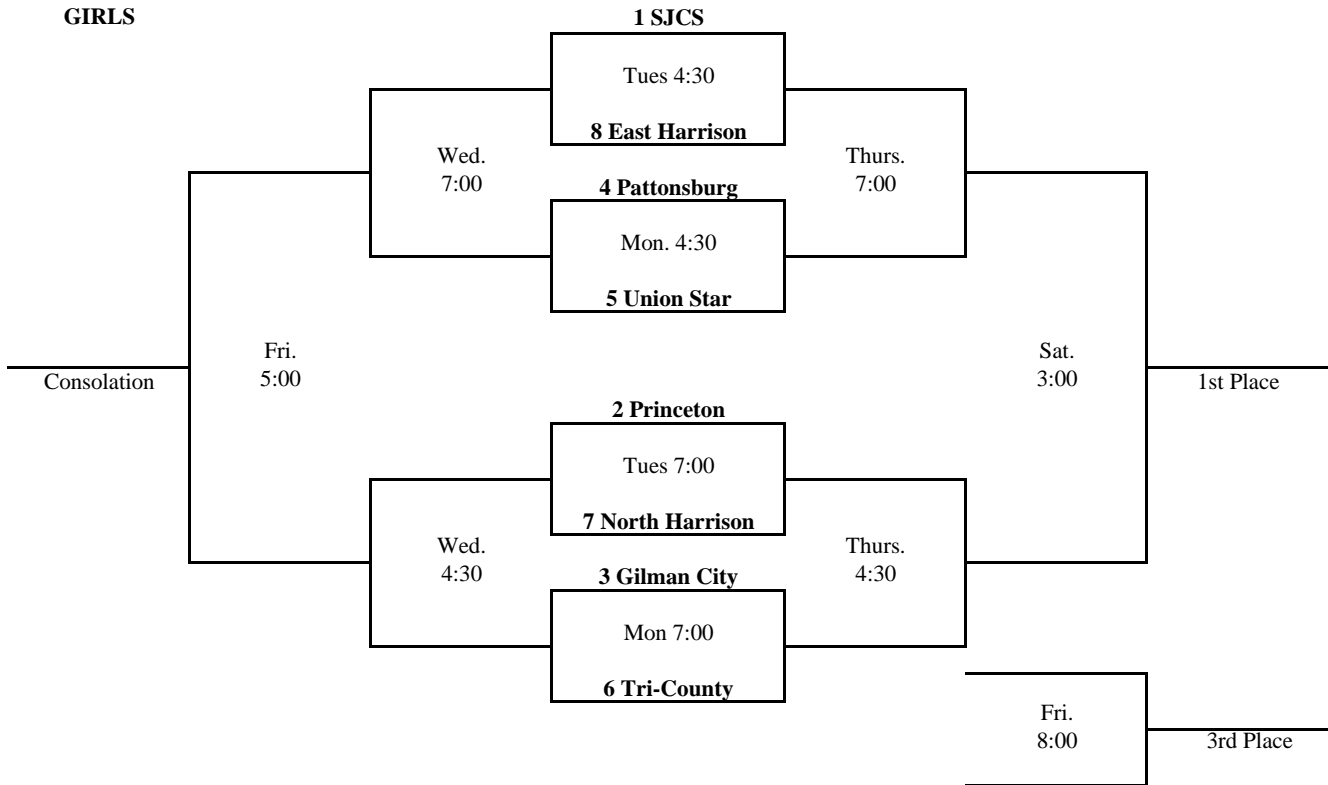 GIRLS
1 SJCS
Tues 4:30
8 East Harrison
Wed.
7:00
Thurs.
7:00
4 Pattonsburg
Mon. 4:30
5 Union Star
Fri.
5:00
Consolation
Sat.
3:00
1st Place
2 Princeton
Tues 7:00
7 North Harrison
Wed.
4:30
Thurs.
4:30
3 Gilman City
Mon 7:00
6 Tri-County
Fri.
8:00
3rd Place